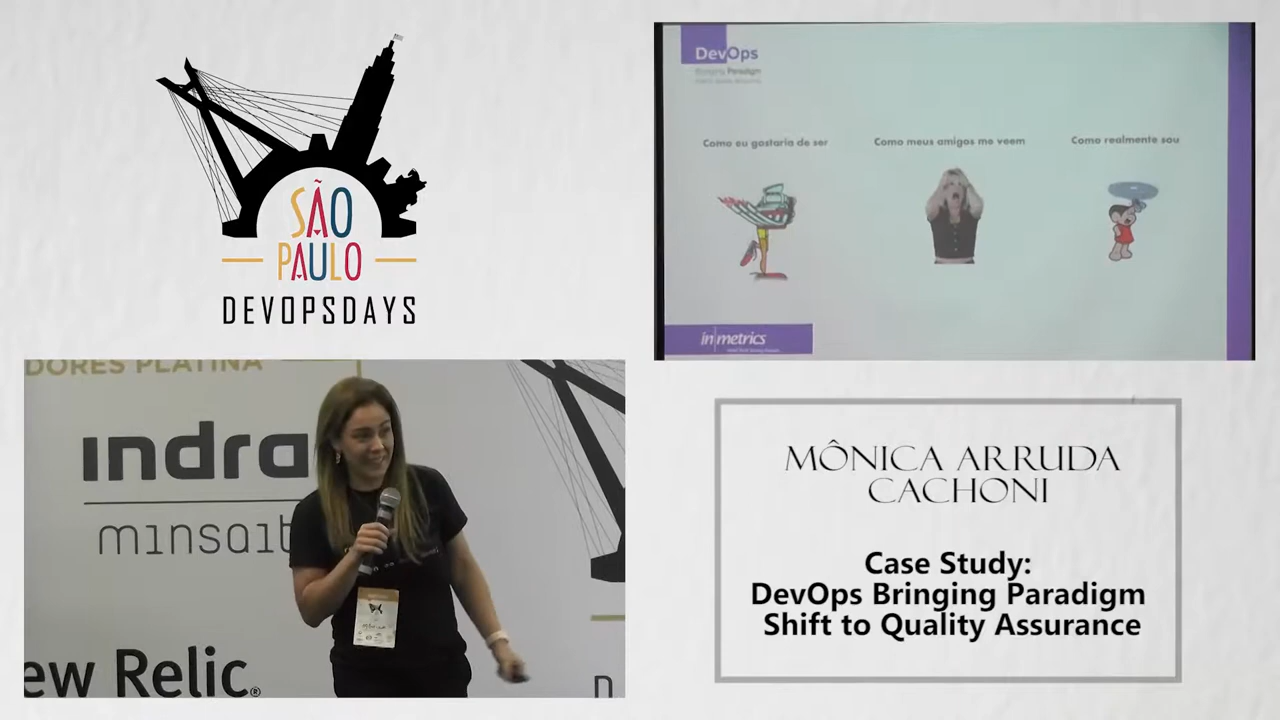 SÃO
PAULO
DEVOPSDAYS
DevOps
Bringing Paradigm
Como eu gostaria de ser
Como meus amigos me veem
Como realmente sou
inmetrics
DORES PLATINA
indra
minsait
ew Relic®
n
MÔNICA ARRUDA
CACHONI
Case Study:
DevOps Bringing Paradigm
Shift to Quality Assurance